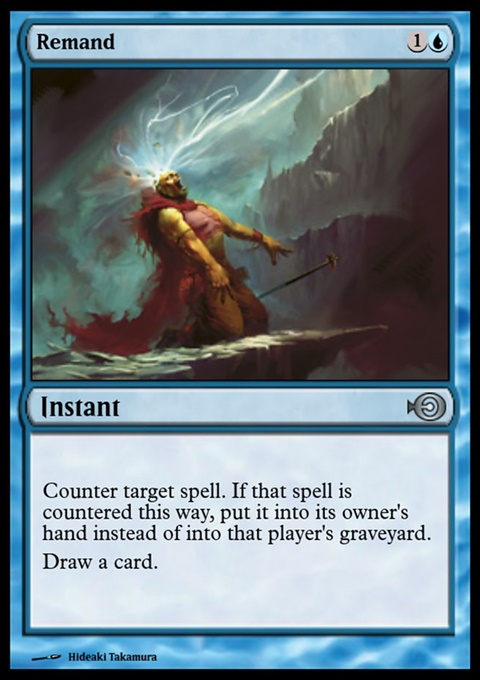 Remand 1
Instant
Counter target spell. If that spell is
countered this way, put it into its owner's
hand instead of into that player's graveyard.
Draw a card.
Hideaki Takamura